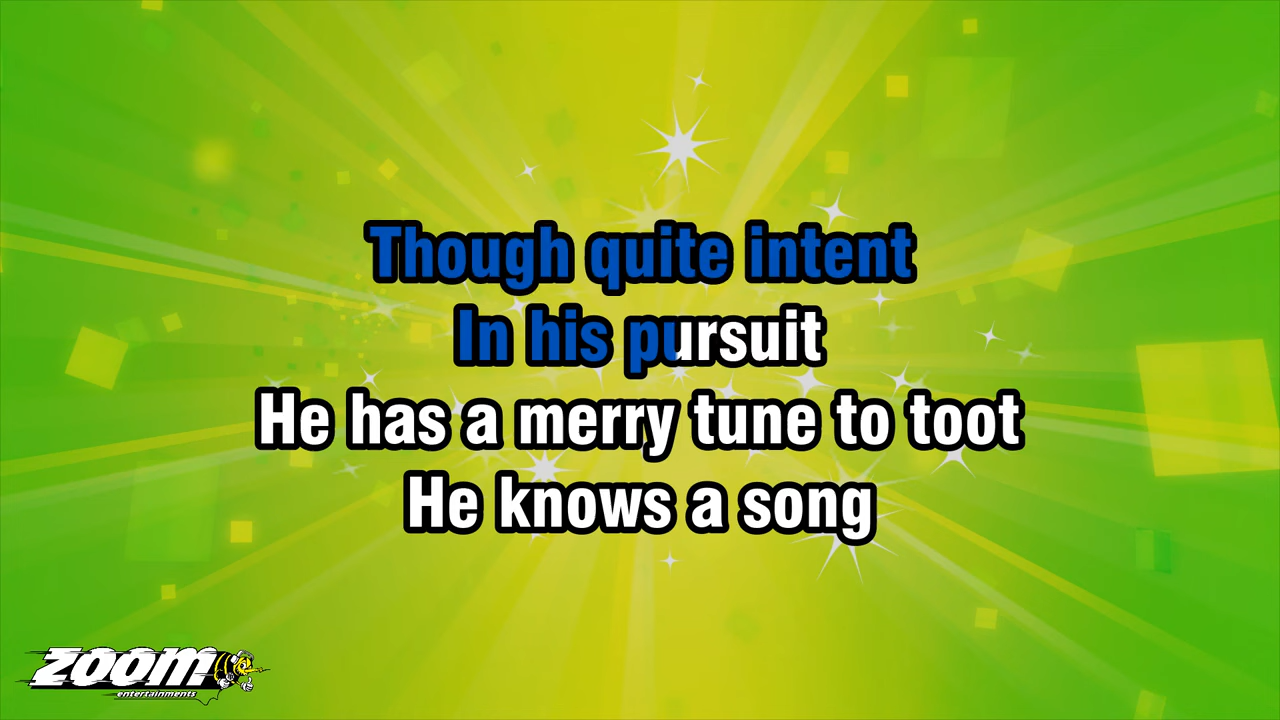 Though quite intent
In his pursuit
He has a merry tune to toot
He knows a song
zoom
entertainments